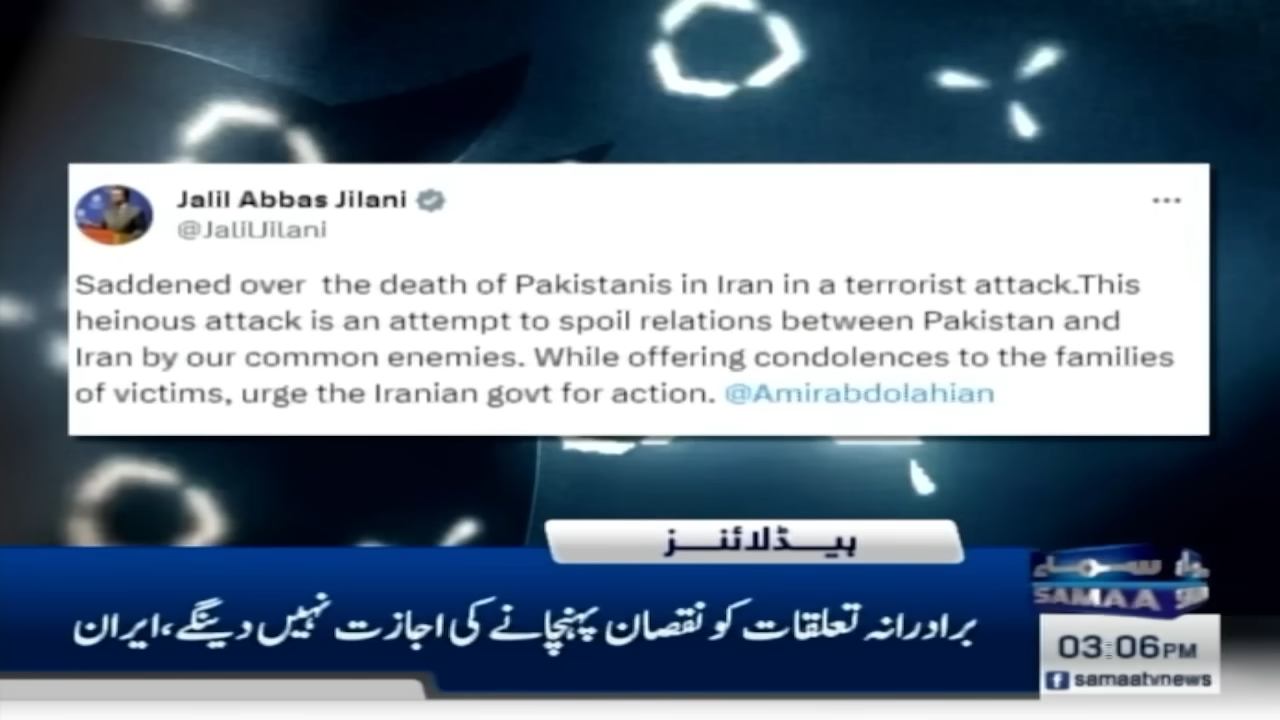 Jalil Abbas Jilani
@JalilJilani
Saddened over the death of Pakistanis in Iran in a terrorist attack.This
heinous attack is an attempt to spoil relations between Pakistan and
Iran by our common enemies. While offering condolences to the families
of victims, urge the Iranian govt for action. @Amirabdolahian
ہیڈلائنز
برادرانہ تعلقات کو نقصان پہنچانے کی اجازت نہیں دینگے،ایران
سماء
SAMAA
03:06PM
samaatvnews